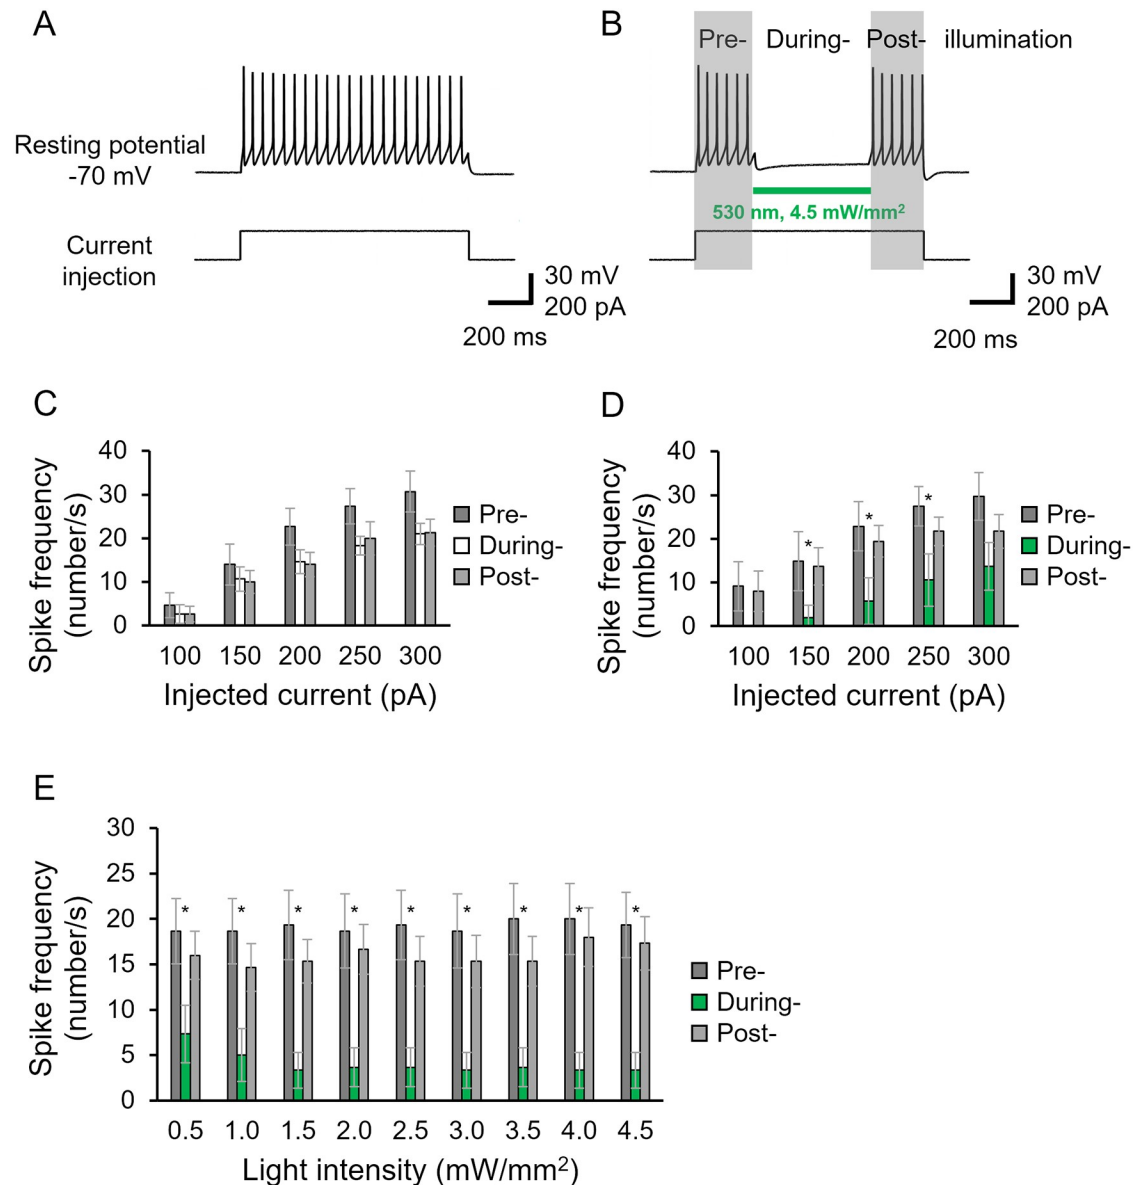 A
Resting potential
-70 mV
Current
injection
30 mV
200 pA
200 ms
B
Pre- During- Post- illumination
530 nm, 4.5 mW/mm²
30 mV
200 pA
200 ms
C
Spike frequency
(number/s)
40
30
20
10
0
100 150 200 250 300
Injected current (pA)
Pre-
During-
Post-
D
Spike frequency
(number/s)
40
30
20
10
0
* * *
100 150 200 250 300
Injected current (pA)
Pre-
During-
Post-
E
Spike frequency
(number/s)
30
25
20
15
10
5
0
* * * * * * * * *
0.5 1.0 1.5 2.0 2.5 3.0 3.5 4.0 4.5
Light intensity (mW/mm²)
Pre-
During-
Post-